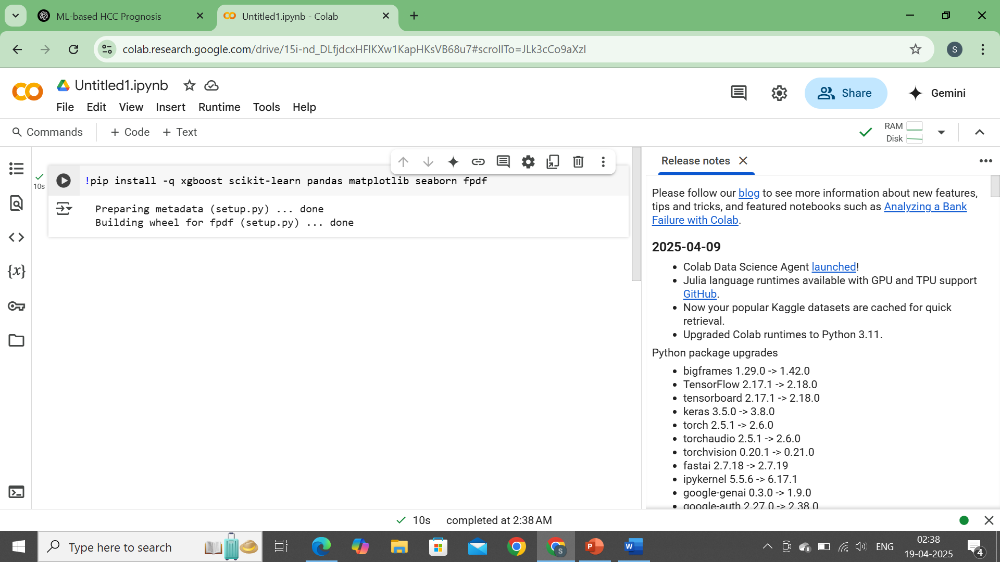 ML-based HCC Prognosis
Untitled1.ipynb - Colab
colab.research.google.com/drive/15i-nd_DLfjdcxHFlKXw1KapHKsVB68u7#scrollTo=JLk3cCo9aXzl
S
Untitled1.ipynb
File Edit View Insert Runtime Tools Help
Share
Gemini
Commands + Code + Text
RAM
Disk
10s
!pip install -q xgboost scikit-learn pandas matplotlib seaborn fpdf
Preparing metadata (setup.py) ... done
Building wheel for fpdf (setup.py) ... done
Release notes
Please follow our blog to see more information about new features,
tips and tricks, and featured notebooks such as Analyzing a Bank
Failure with Colab.
2025-04-09
• Colab Data Science Agent launched!
• Julia language runtimes available with GPU and TPU support
GitHub.
• Now your popular Kaggle datasets are cached for quick
retrieval.
• Upgraded Colab runtimes to Python 3.11.
Python package upgrades
• bigframes 1.29.0 -> 1.42.0
• TensorFlow 2.17.1 -> 2.18.0
• tensorboard 2.17.1 -> 2.18.0
• keras 3.5.0 -> 3.8.0
• torch 2.5.1 -> 2.6.0
• torchaudio 2.5.1 -> 2.6.0
• torchvision 0.20.1 -> 0.21.0
• fastai 2.7.18 -> 2.7.19
• ipykernel 5.5.6 -> 6.17.1
• google-genai 0.3.0 -> 1.9.0
• google-auth 2.27.0 -> 2.38.0
10s completed at 2:38 AM
Type here to search
S
P
W
ENG
02:38
19-04-2025
4